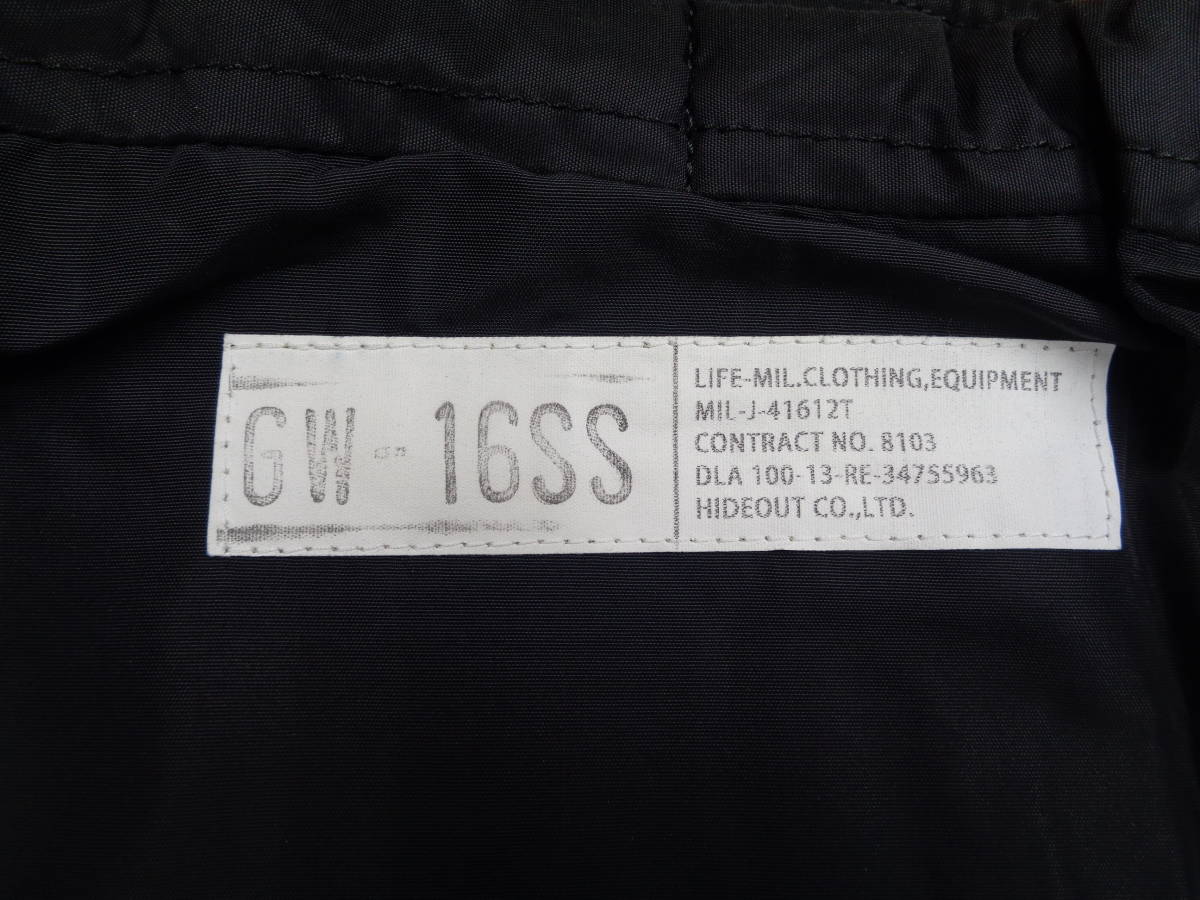 GW - 16SS
LIFE-MIL.CLOTHING,EQUIPMENT
MIL-J-41612T
CONTRACT NO. 8103
DLA 100-13-RE-34755963
HIDEOUT CO.,LTD.